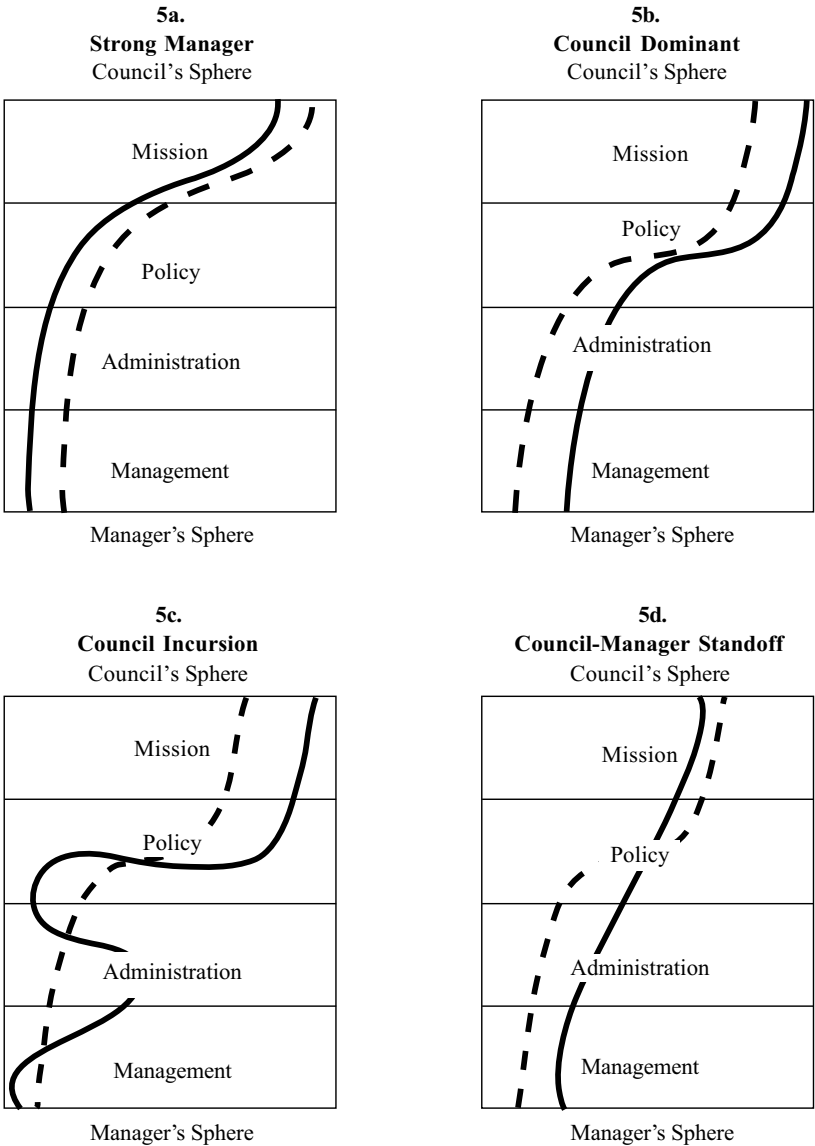 5a.
Strong Manager
Council’s Sphere
Mission
Policy
Administration
Management
Manager’s Sphere
5b.
Council Dominant
Council’s Sphere
Mission
Policy
Administration
Management
Manager’s Sphere
5c.
Council Incursion
Council’s Sphere
Mission
Policy
Administration
Management
Manager’s Sphere
5d.
Council-Manager Standoff
Council’s Sphere
Mission
Policy
Administration
Management
Manager’s Sphere